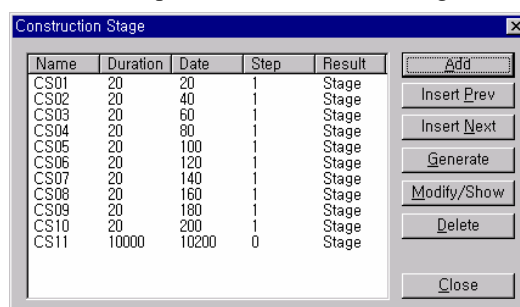 Construction Stage
Name Duration Date Step Result
CS01 20 20 1 Stage
CS02 20 40 1 Stage
CS03 20 60 1 Stage
CS04 20 80 1 Stage
CS05 20 100 1 Stage
CS06 20 120 1 Stage
CS07 20 140 1 Stage
CS08 20 160 1 Stage
CS09 20 180 1 Stage
CS10 20 200 1 Stage
CS11 10000 10200 0 Stage
Add
Insert Prev
Insert Next
Generate
Modify/Show
Delete
Close